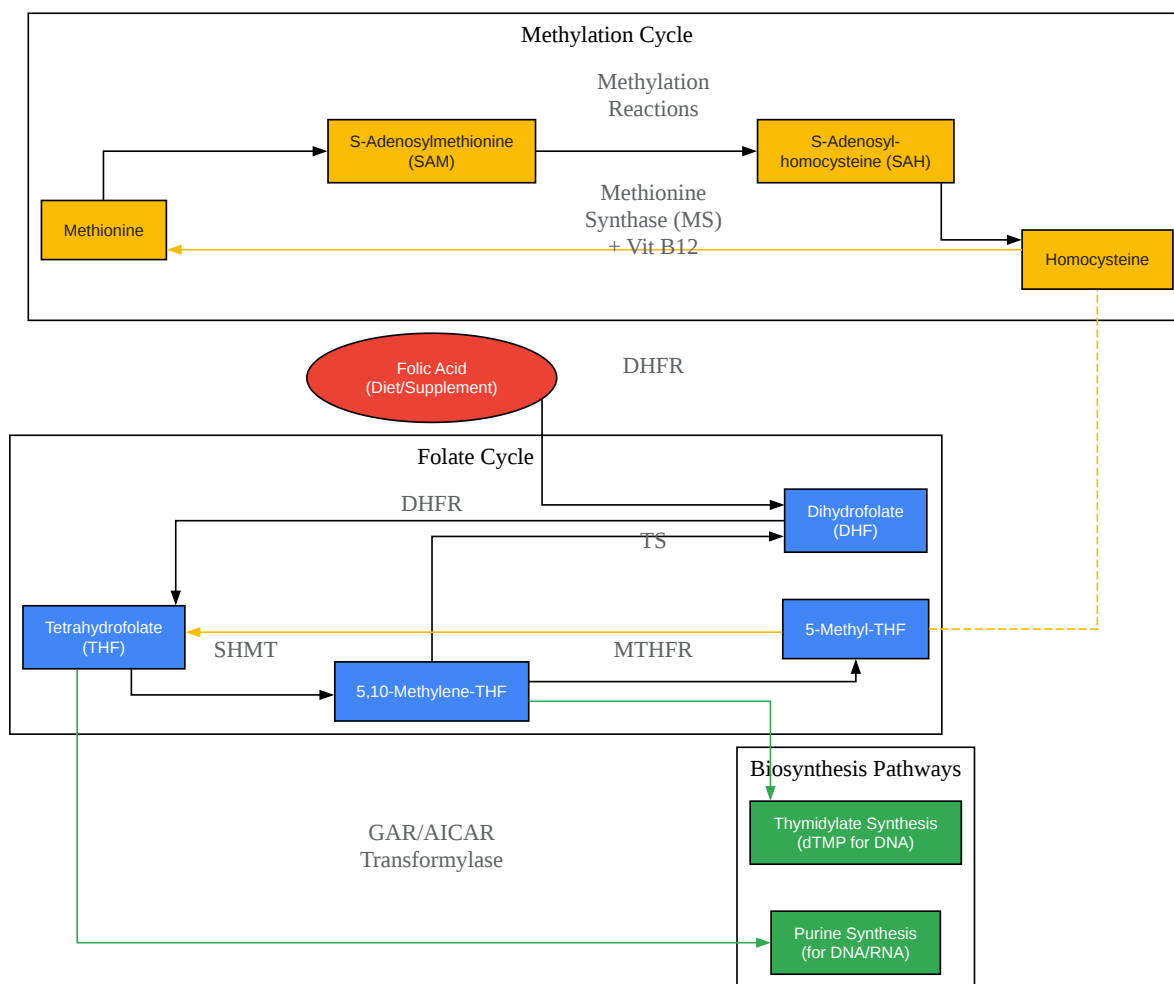 Methylation Cycle
Methylation
Reactions
S-Adenosylmethionine
(SAM)
S-Adenosyl-
homocysteine (SAH)
Methionine
Methionine
Synthase (MS)
+ Vit B12
Homocysteine
Folic Acid
(Diet/Supplement)
DHFR
Folate Cycle
DHFR
Dihydrofolate
(DHF)
TS
Tetrahydrofolate
(THF)
SHMT
MTHFR
5-Methyl-THF
5,10-Methylene-THF
Biosynthesis Pathways
Thymidylate Synthesis
(dTMP for DNA)
GAR/AICAR
Transformylase
Purine Synthesis
(for DNA/RNA)